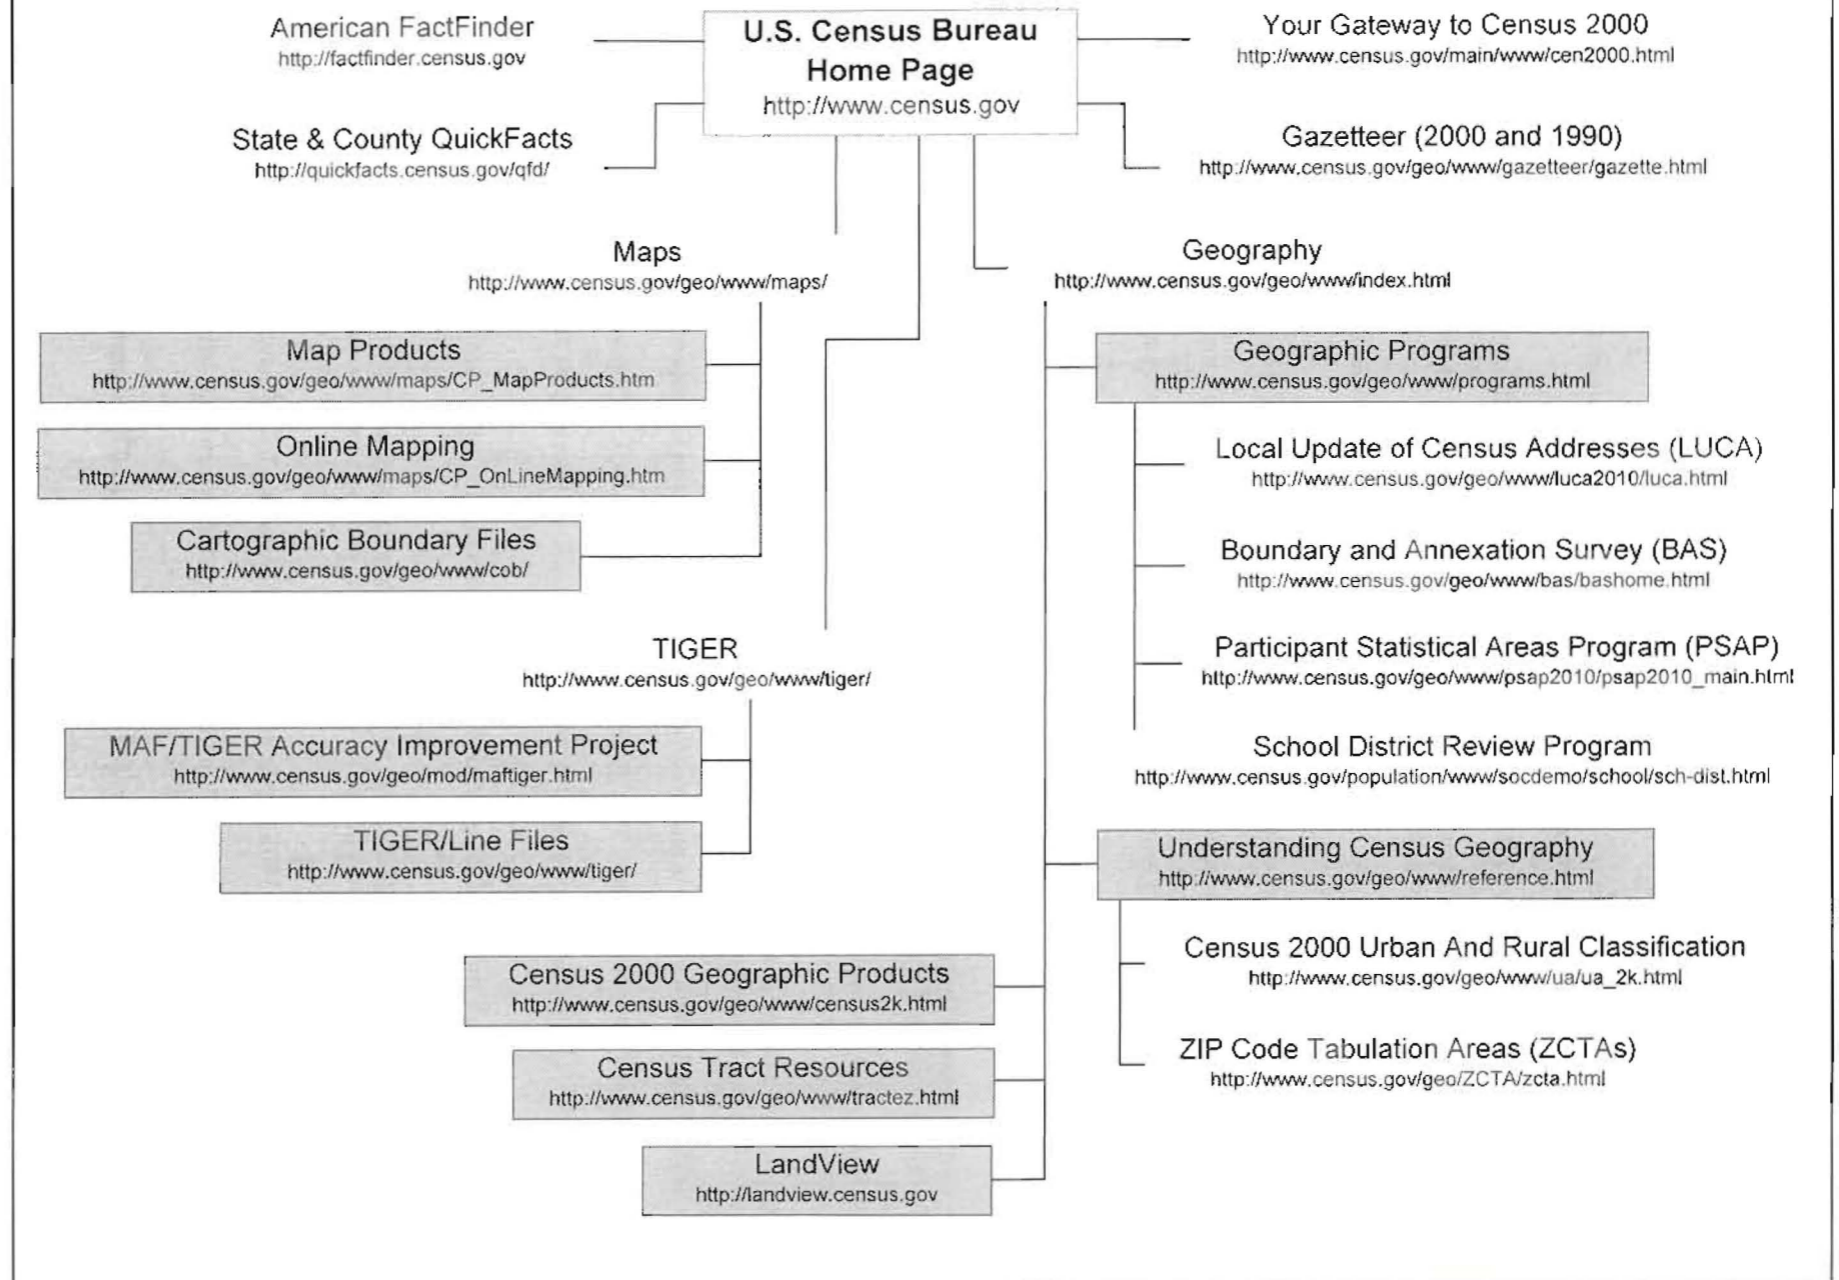 American FactFinder
http://factfinder.census.gov
U.S. Census Bureau
Home Page
http://www.census.gov
Your Gateway to Census 2000
http://www.census.gov/main/www/cen2000.html
State & County QuickFacts
http://quickfacts.census.gov/qfd/
Gazetteer (2000 and 1990)
http://www.census.gov/geo/www/gazetteer/gazette.html
Maps
http://www.census.gov/geo/www/maps/
Geography
http://www.census.gov/geo/www/index.html
Map Products
http://www.census.gov/geo/www/maps/CP_MapProducts.htm
Online Mapping
http://www.census.gov/geo/www/maps/CP_OnLineMapping.htm
Cartographic Boundary Files
http://www.census.gov/geo/www/cob/
Geographic Programs
http://www.census.gov/geo/www/programs.html
Local Update of Census Addresses (LUCA)
http://www.census.gov/geo/www/luca2010/luca.html
Boundary and Annexation Survey (BAS)
http://www.census.gov/geo/www/bas/bashome.html
Participant Statistical Areas Program (PSAP)
http://www.census.gov/geo/www/psap2010/psap2010_main.html
School District Review Program
http://www.census.gov/population/www/socdemo/school/sch-dist.html
TIGER
http://www.census.gov/geo/www/tiger/
MAF/TIGER Accuracy Improvement Project
http://www.census.gov/geo/mod/maftiger.html
TIGER/Line Files
http://www.census.gov/geo/www/tiger/
Understanding Census Geography
http://www.census.gov/geo/www/reference.html
Census 2000 Urban And Rural Classification
http://www.census.gov/geo/www/ua/ua_2k.html
ZIP Code Tabulation Areas (ZCTAs)
http://www.census.gov/geo/ZCTA/zcta.html
Census 2000 Geographic Products
http://www.census.gov/geo/www/census2k.html
Census Tract Resources
http://www.census.gov/geo/www/tractez.html
LandView
http://landview.census.gov